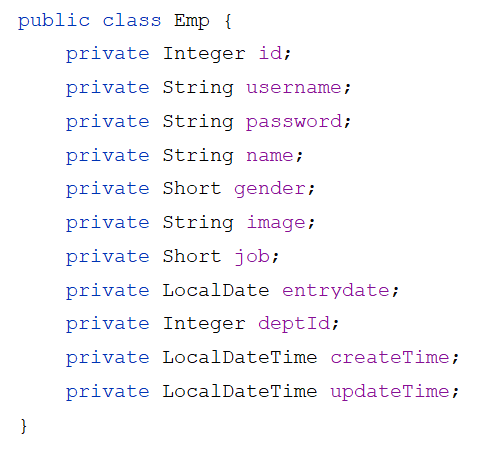 public class Emp {
    private Integer id;
    private String username;
    private String password;
    private String name;
    private Short gender;
    private String image;
    private Short job;
    private LocalDate entrydate;
    private Integer deptId;
    private LocalDateTime createTime;
    private LocalDateTime updateTime;
}